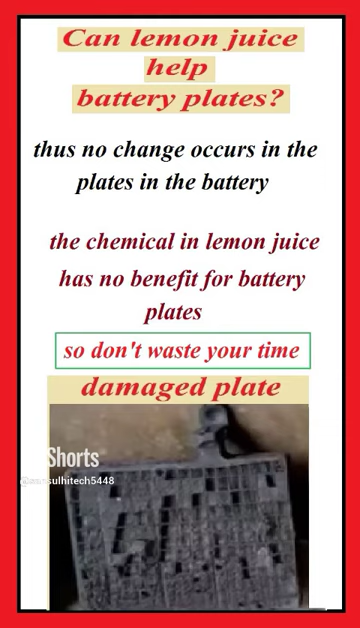 Can lemon juice
help
battery plates?
thus no change occurs in the
plates in the battery
the chemical in lemon juice
has no benefit for battery
plates
so don't waste your time
damaged plate
Shorts